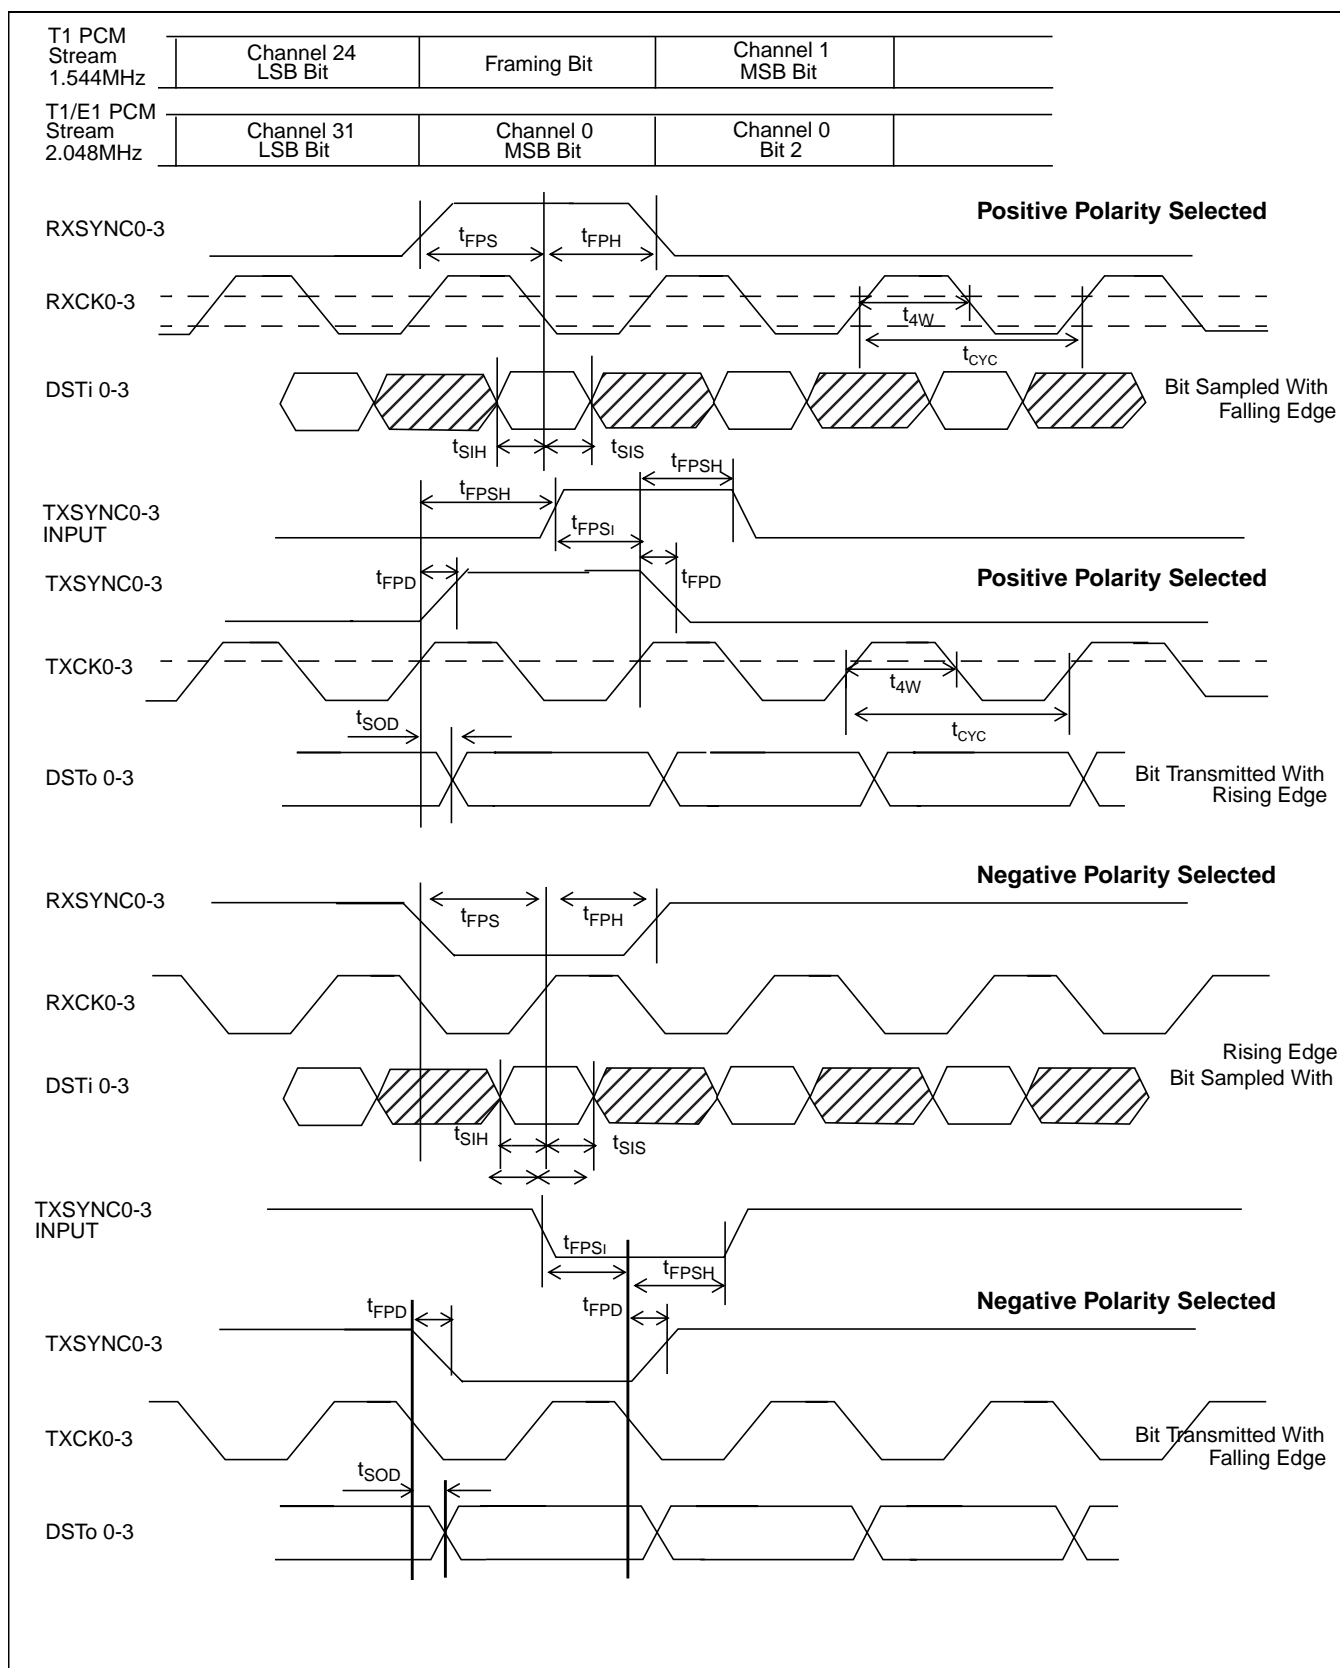 T1 PCM
Stream
1.544MHz
Channel 24
LSB Bit
Framing Bit
Channel 1
MSB Bit
T1/E1 PCM
Stream
2.048MHz
Channel 31
LSB Bit
Channel 0
MSB Bit
Channel 0
Bit 2
Positive Polarity Selected
RXSYNC0-3
tFPS
tFPH
RXCK0-3
t4W
tCYC
DSTi 0-3
Bit Sampled With
Falling Edge
tSIH
tSIS
tFPSH
tFPSH
TXSYNC0-3
INPUT
tFPSI
TXSYNC0-3
tFPD
tFPD
Positive Polarity Selected
TXCK0-3
t4W
tSOD
tCYC
DSTo 0-3
Bit Transmitted With
Rising Edge
Negative Polarity Selected
RXSYNC0-3
tFPS
tFPH
RXCK0-3
Rising Edge
DSTi 0-3
Bit Sampled With
tSIH
tSIS
TXSYNC0-3
INPUT
tFPSI
tFPSH
Negative Polarity Selected
tFPD
tFPD
TXSYNC0-3
TXCK0-3
Bit Transmitted With
Falling Edge
tSOD
DSTo 0-3